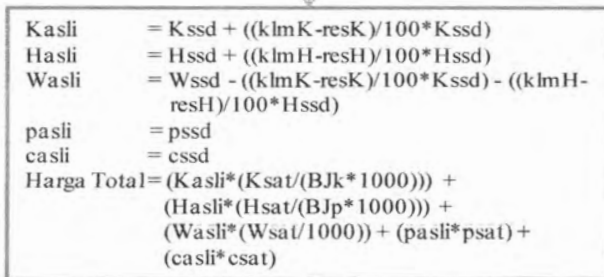 Kasli = Kssd + ((klmK-resK)/100*Kssd)
Hasli = Hssd + ((klmH-resH)/100*Hssd)
Wasli = Wssd - ((klmK-resK)/100*Kssd) - ((klmH-
resH)/100*Hssd)
pasli = pssd
casli = cssd
Harga Total= (Kasli*(Ksat/(BJk*1000))) +
(Hasli*(Hsat/(BJp*1000))) +
(Wasli*(Wsat/1000)) + (pasli*psat) +
(casli*csat)